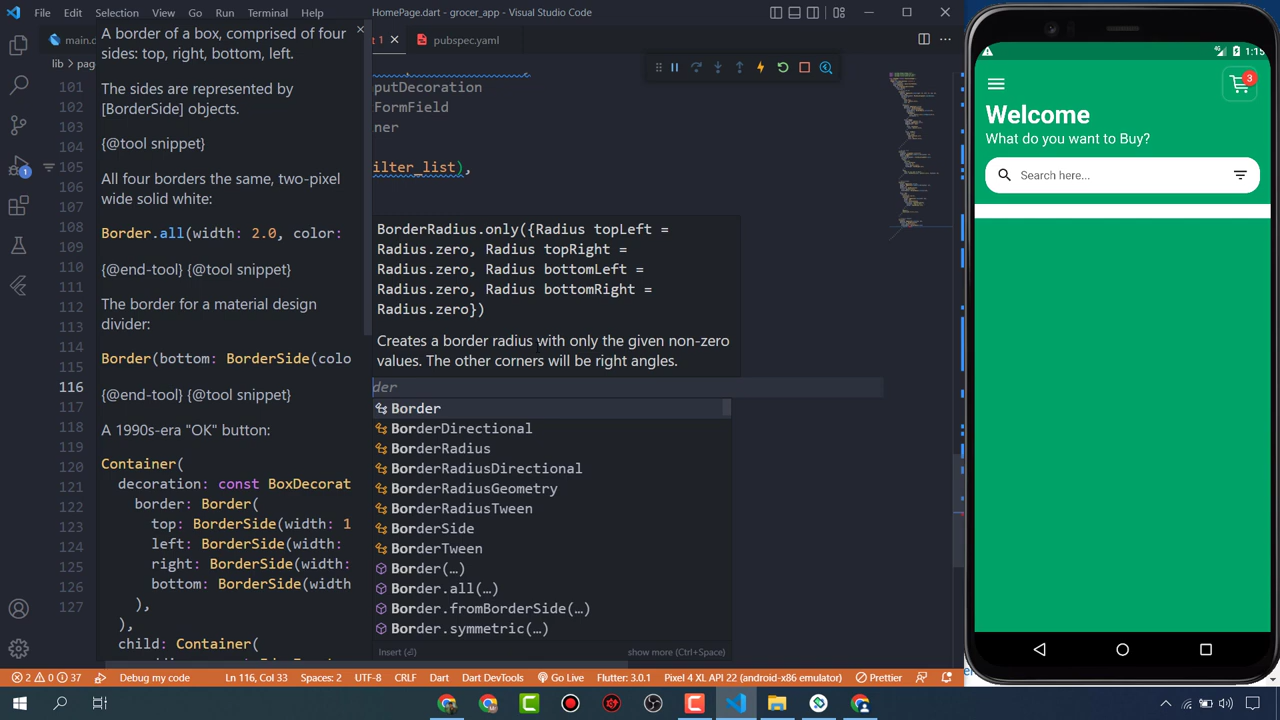 File Edit Selection View Go Run Terminal Help
HomePage.dart - grocer_app - Visual Studio Code
main.
t 1
pubspec.yaml
lib > pag
A border of a box, comprised of four
sides: top, right, bottom, left.
The sides are represented by
[BorderSide] objects.
{@tool snippet}
All four borders the same, two-pixel
wide solid white:
Border.all(width: 2.0, color:
{@end-tool} {@tool snippet}
The border for a material design
divider:
Border(bottom: BorderSide(colo
{@end-tool} {@tool snippet}
A 1990s-era "OK" button:
Container(
decoration: const BoxDecorat
border: Border(
top: BorderSide(width: 1
left: BorderSide(width:
right: BorderSide(width:
bottom: BorderSide(width
),
),
child: Container(
101
102
103
104
105
106
107
108
109
110
111
112
113
114
115
116
117
118
119
120
121
122
123
124
125
126
127
putDecoration
FormField
ner
ilter_list),
BorderRadius.only({Radius topLeft =
Radius.zero, Radius topRight =
Radius.zero, Radius bottomLeft =
Radius.zero, Radius bottomRight =
Radius.zero})
Creates a border radius with only the given non-zero
values. The other corners will be right angles.
der
Border
BorderDirectional
BorderRadius
BorderRadiusDirectional
BorderRadiusGeometry
BorderRadiusTween
BorderSide
BorderTween
Border(…)
Border.all(…)
Border.fromBorderSide(…)
Border.symmetric(…)
Insert (⏎)
show more (Ctrl+Space)
1
2 0 37 Debug my code
Ln 116, Col 33 Spaces: 2 UTF-8 CRLF Dart Dart DevTools Go Live Flutter: 3.0.1 Pixel 4 XL API 22 (android-x86 emulator) Prettier
4G 1:15
3
Welcome
What do you want to Buy?
Search here...